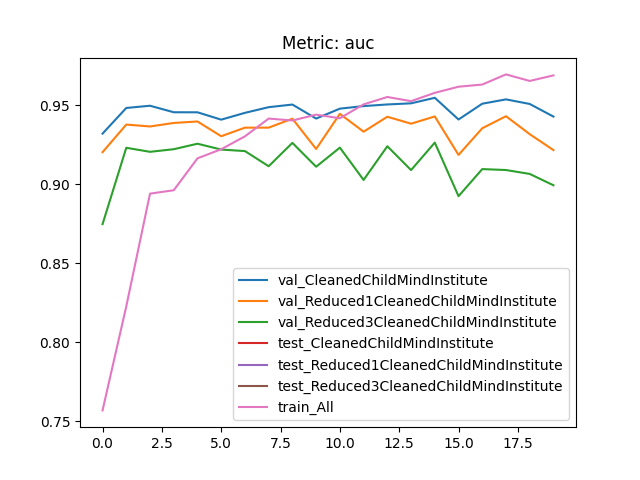 Metric: auc
0.95
0.90
0.85
0.80
0.75
val_CleanedChildMindInstitute
val_Reduced1CleanedChildMindInstitute
val_Reduced3CleanedChildMindInstitute
test_CleanedChildMindInstitute
test_Reduced1CleanedChildMindInstitute
test_Reduced3CleanedChildMindInstitute
train_All
0.0 2.5 5.0 7.5 10.0 12.5 15.0 17.5